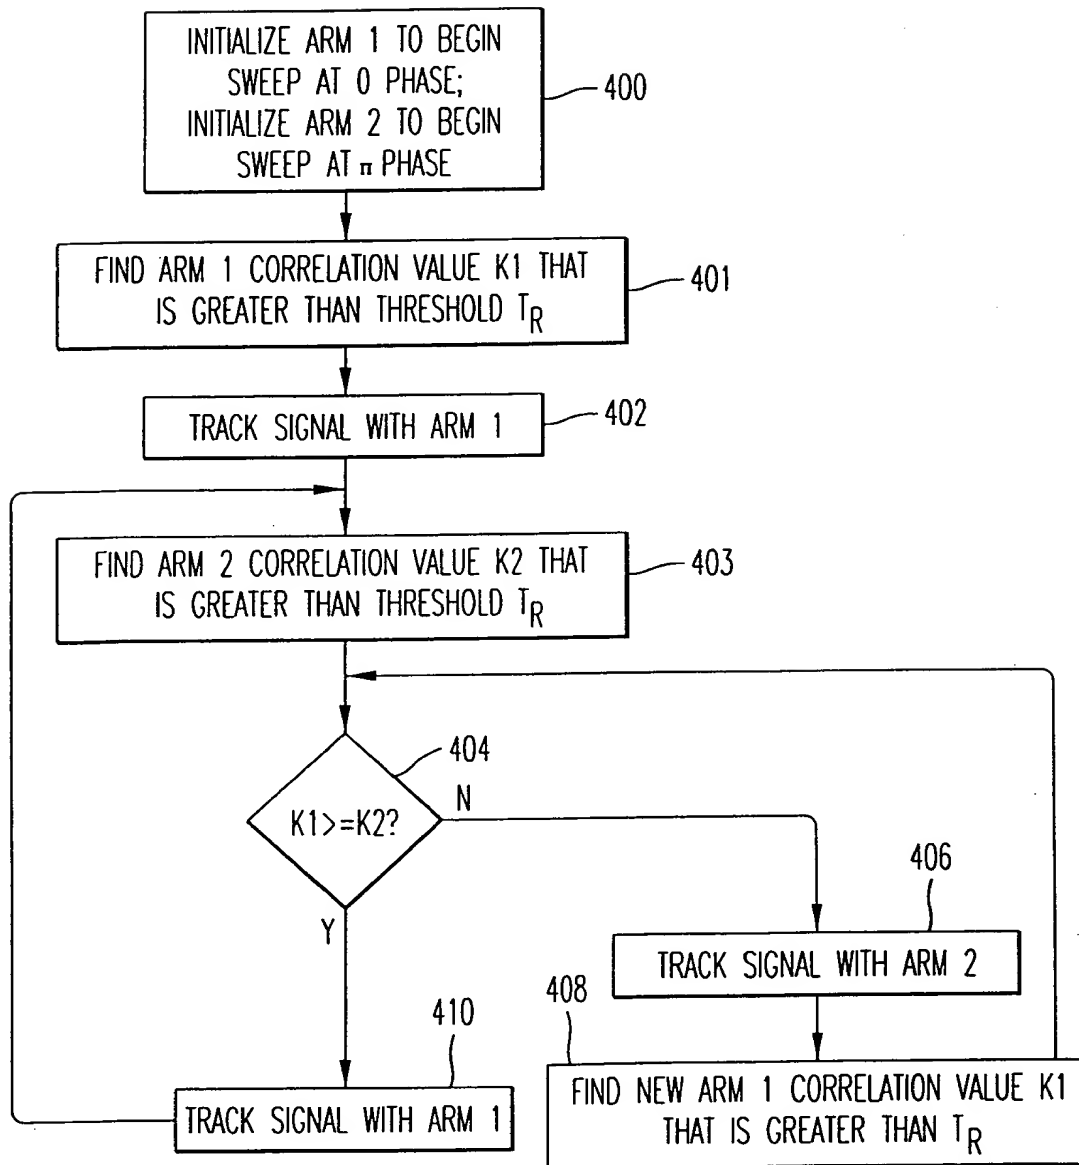 INITIALIZE ARM 1 TO BEGIN
SWEEP AT 0 PHASE;
INITIALIZE ARM 2 TO BEGIN
SWEEP AT π PHASE
400
FIND ARM 1 CORRELATION VALUE K1 THAT
IS GREATER THAN THRESHOLD TR
401
TRACK SIGNAL WITH ARM 1
402
FIND ARM 2 CORRELATION VALUE K2 THAT
IS GREATER THAN THRESHOLD TR
403
404
K1>=K2?
N
Y
406
TRACK SIGNAL WITH ARM 2
408
FIND NEW ARM 1 CORRELATION VALUE K1
THAT IS GREATER THAN TR
410
TRACK SIGNAL WITH ARM 1